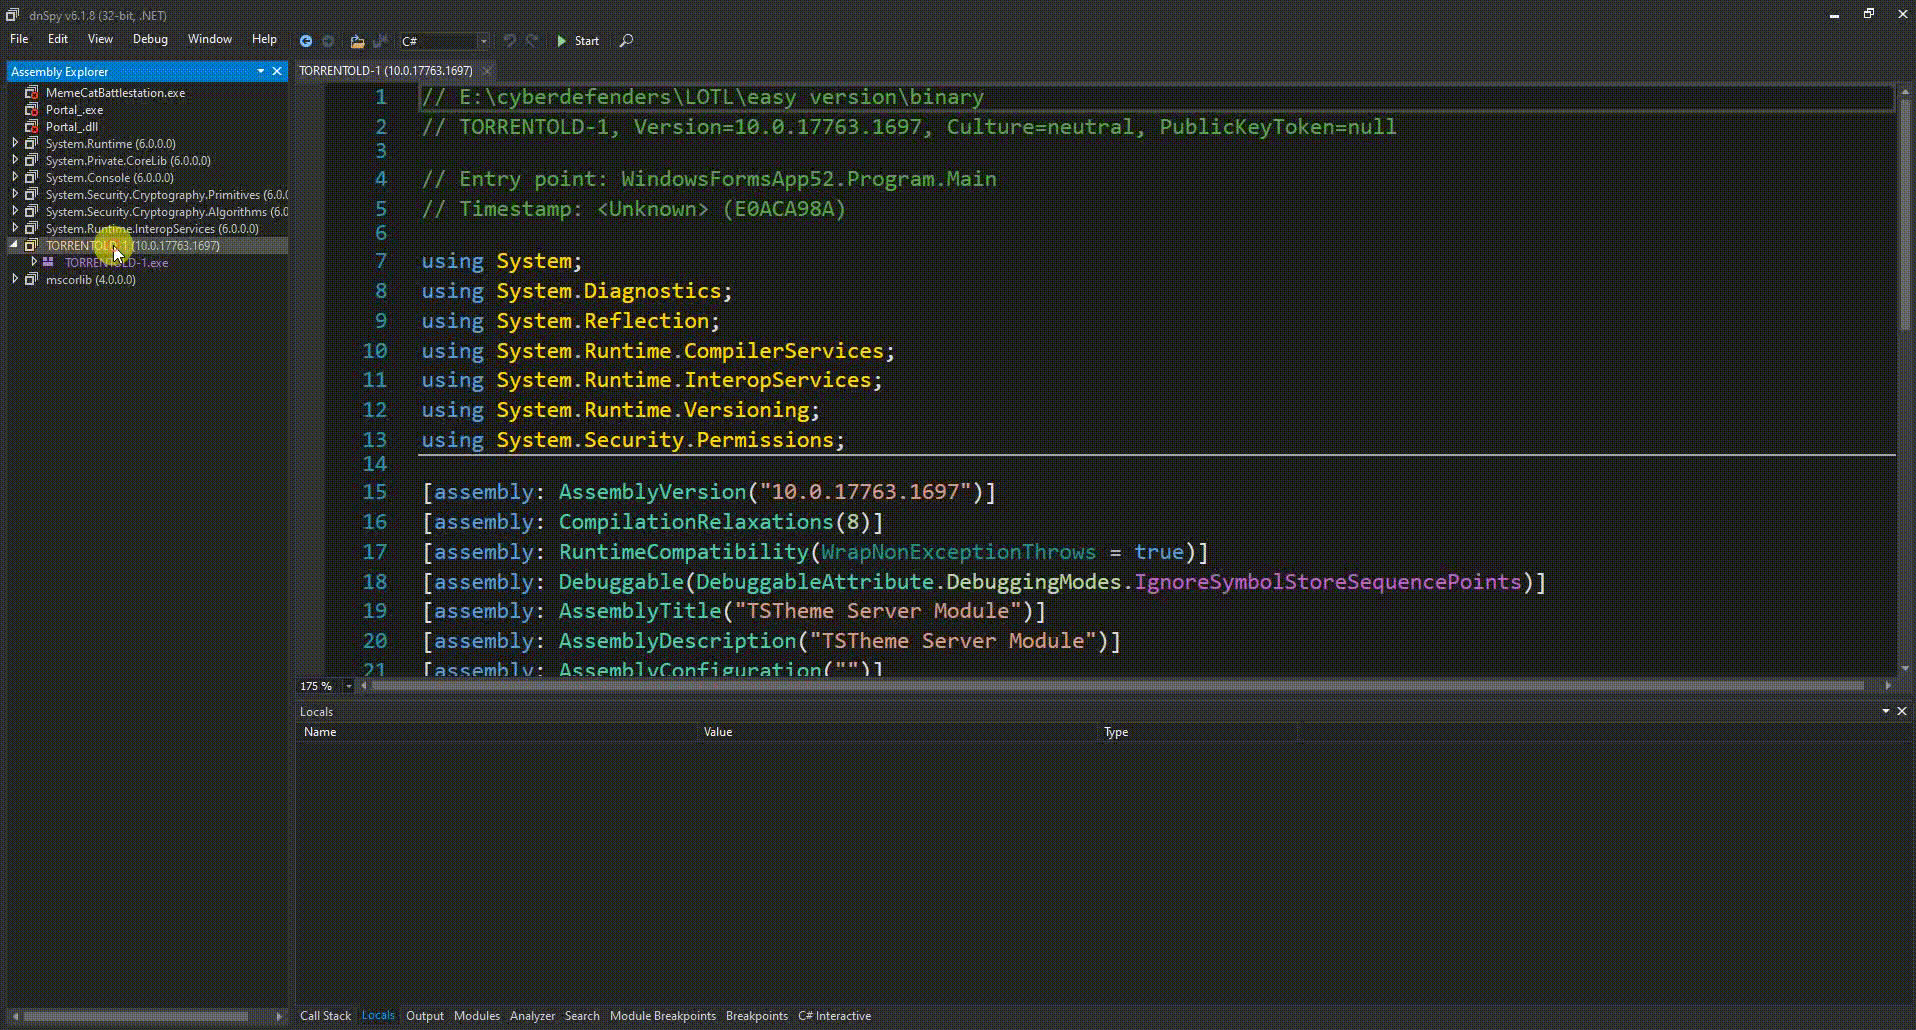 dnSpy v6.1.8 (32-bit, .NET)
File Edit View Debug Window Help C# Start
Assembly Explorer
MemeCatBattlestation.exe
Portal_.exe
Portal_.dll
System.Runtime (6.0.0.0)
System.Private.CoreLib (6.0.0.0)
System.Console (6.0.0.0)
System.Security.Cryptography.Primitives (6.0.0
System.Security.Cryptography.Algorithms (6.0
System.Runtime.InteropServices (6.0.0.0)
TORRENTOLD-1 (10.0.17763.1697)
TORRENTOLD-1.exe
mscorlib (4.0.0.0)
TORRENTOLD-1 (10.0.17763.1697)
1 // E:\cyberdefenders\LOTL\easy version\binary
2 // TORRENTOLD-1, Version=10.0.17763.1697, Culture=neutral, PublicKeyToken=null
3
4 // Entry point: WindowsFormsApp52.Program.Main
5 // Timestamp: <Unknown> (E0ACA98A)
6
7 using System;
8 using System.Diagnostics;
9 using System.Reflection;
10 using System.Runtime.CompilerServices;
11 using System.Runtime.InteropServices;
12 using System.Runtime.Versioning;
13 using System.Security.Permissions;
14
15 [assembly: AssemblyVersion("10.0.17763.1697")]
16 [assembly: CompilationRelaxations(8)]
17 [assembly: RuntimeCompatibility(WrapNonExceptionThrows = true)]
18 [assembly: Debuggable(DebuggableAttribute.DebuggingModes.IgnoreSymbolStoreSequencePoints)]
19 [assembly: AssemblyTitle("TSTheme Server Module")]
20 [assembly: AssemblyDescription("TSTheme Server Module")]
21 [assembly: AssemblyConfiguration("")]
175 %
Locals
Name Value Type
Call Stack Locals Output Modules Analyzer Search Module Breakpoints Breakpoints C# Interactive